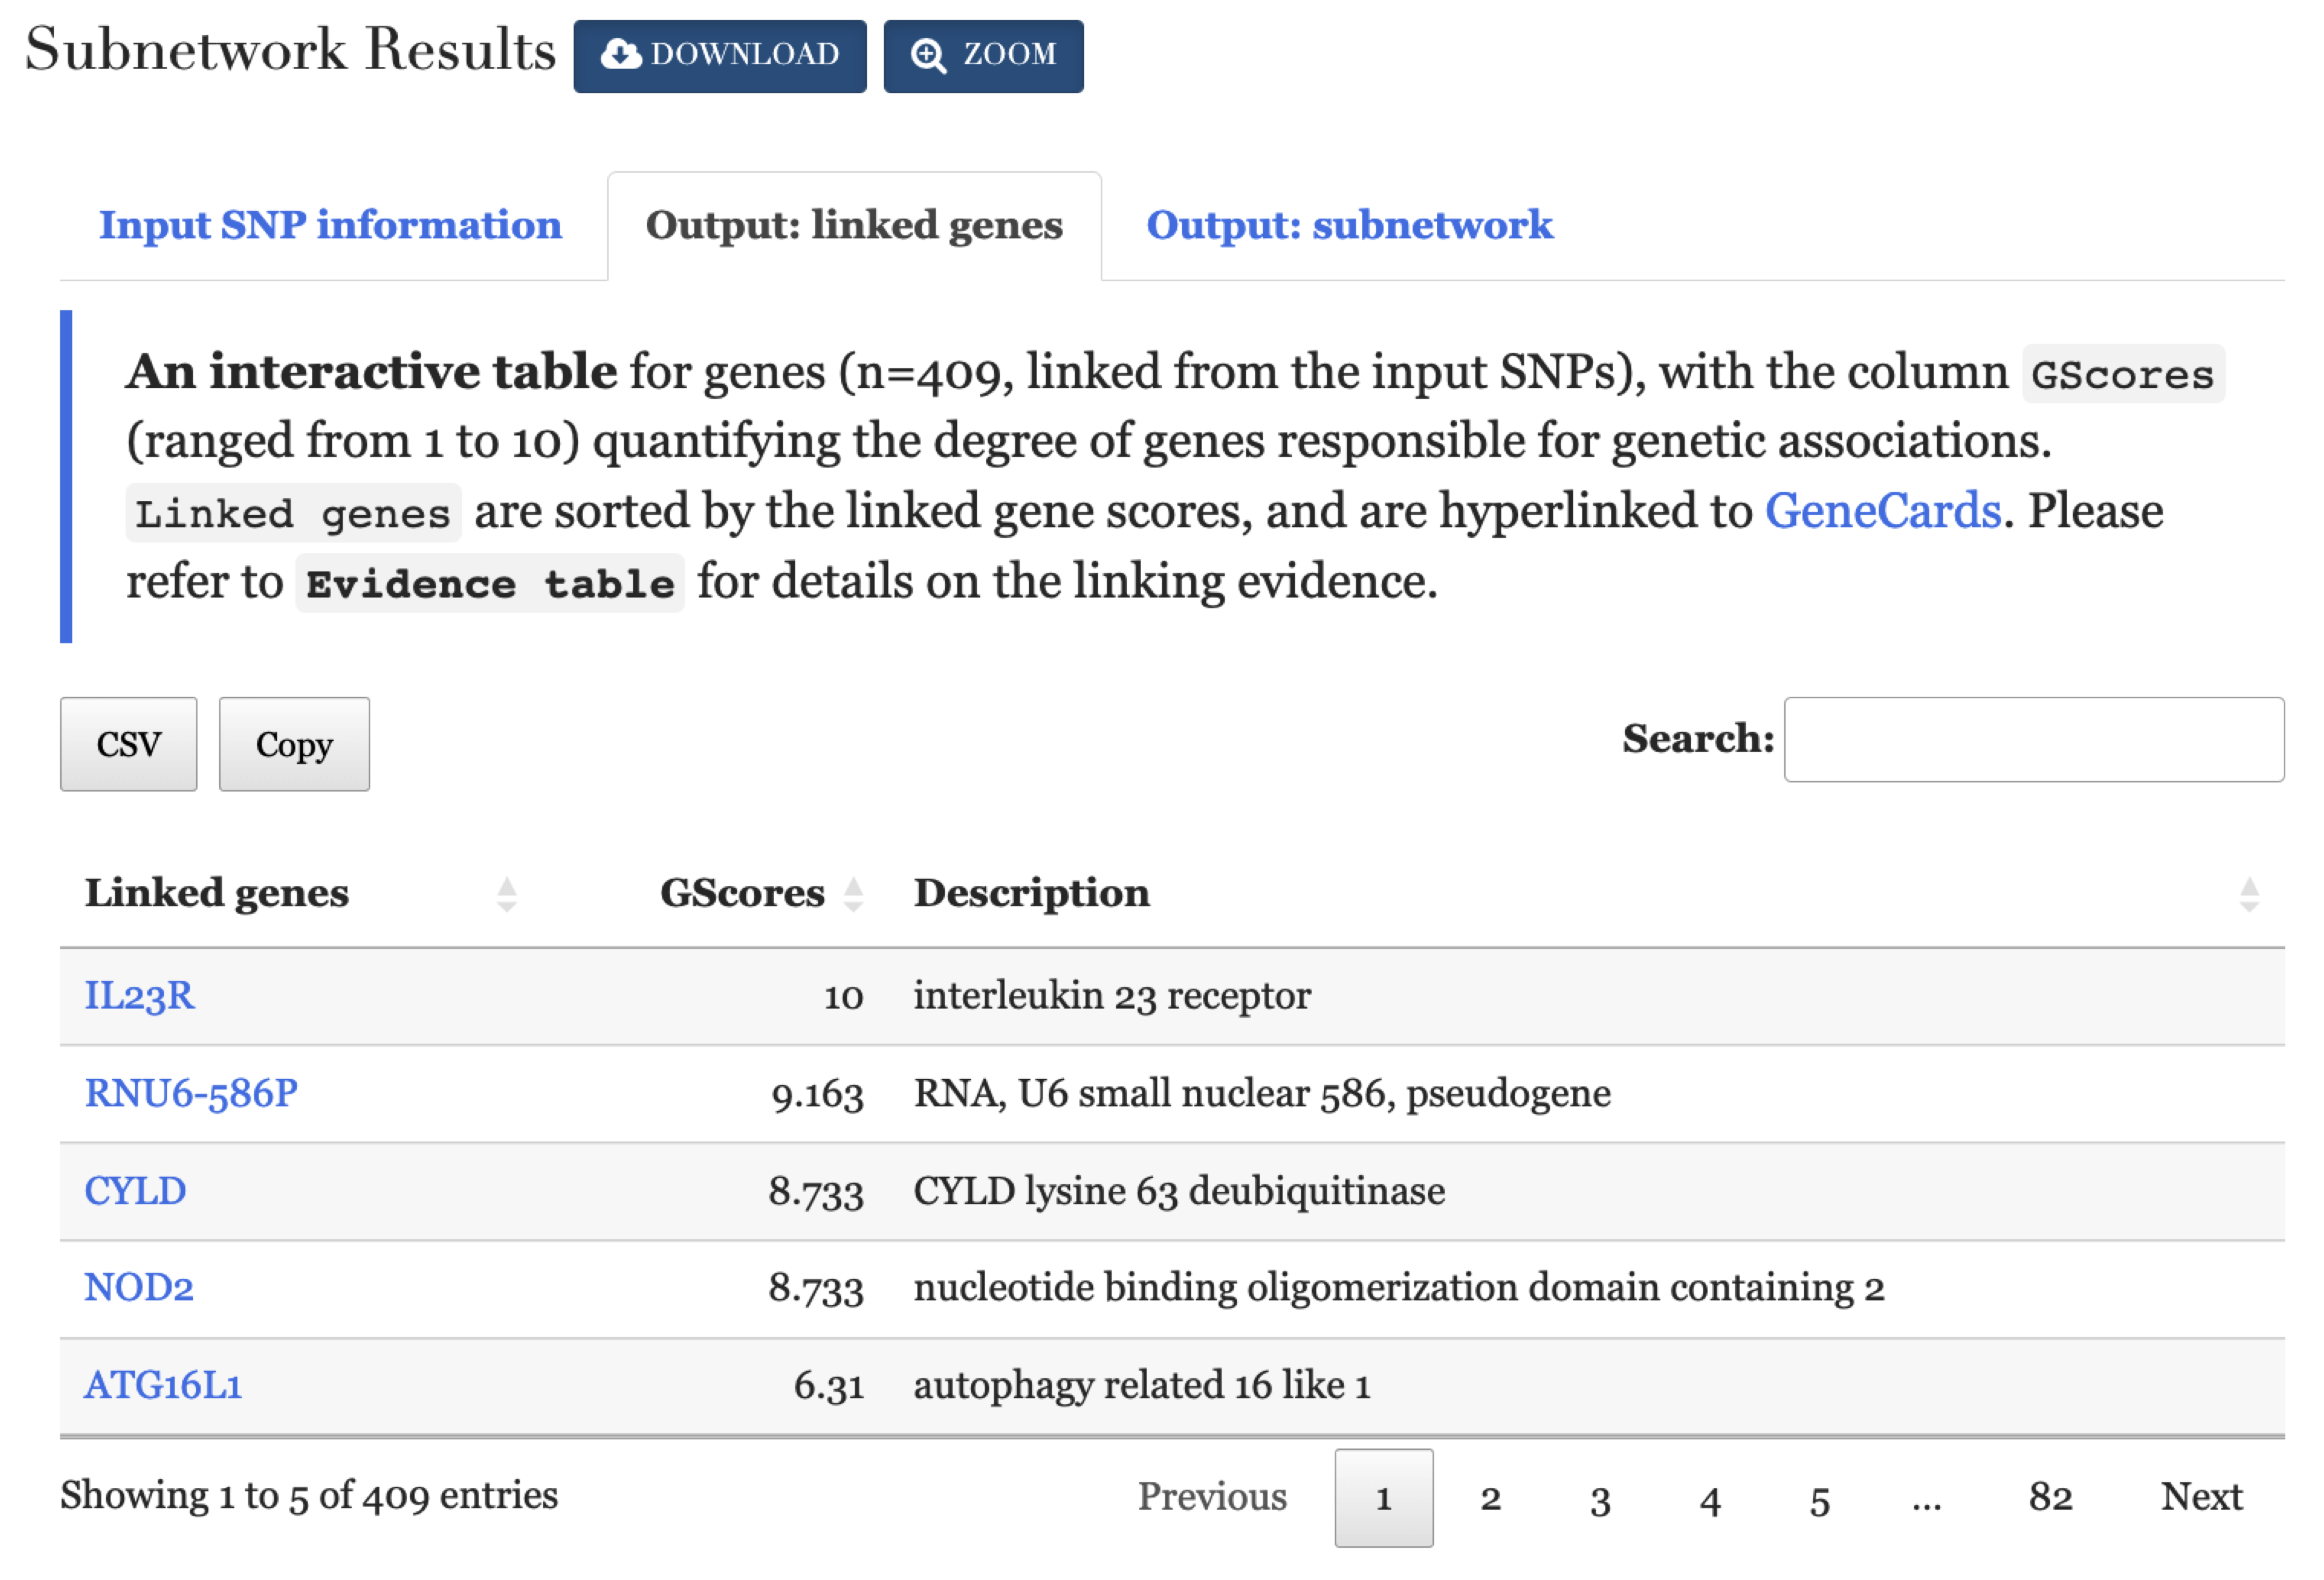 Subnetwork Results DOWNLOAD ZOOM
Input SNP information Output: linked genes Output: subnetwork
An interactive table for genes (n=409, linked from the input SNPs), with the column GScores
(ranged from 1 to 10) quantifying the degree of genes responsible for genetic associations.
Linked genes are sorted by the linked gene scores, and are hyperlinked to GeneCards. Please
refer to Evidence table for details on the linking evidence.
CSV Copy Search:
Linked genes GScores Description
IL23R 10 interleukin 23 receptor
RNU6-586P 9.163 RNA, U6 small nuclear 586, pseudogene
CYLD 8.733 CYLD lysine 63 deubiquitinase
NOD2 8.733 nucleotide binding oligomerization domain containing 2
ATG16L1 6.31 autophagy related 16 like 1
Showing 1 to 5 of 409 entries Previous 1 2 3 4 5 ... 82 Next